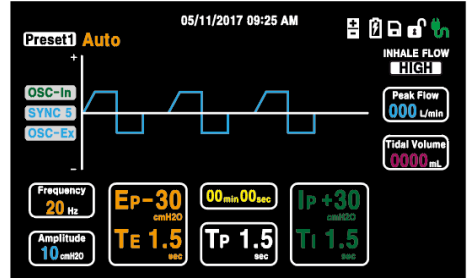 05/11/2017 09:25 AM
Preset1 Auto
INHALE FLOW
HIGH
+
OSC-In
SYNC 5
OSC-Ex
-
Peak Flow
000 L/min
Tidal Volume
0000 mL
Frequency
20 Hz
Amplitude
10 cmH2O
EP-30
cmH2O
TE 1.5
sec
00min00sec
TP 1.5
sec
IP+30
cmH2O
TI 1.5
sec